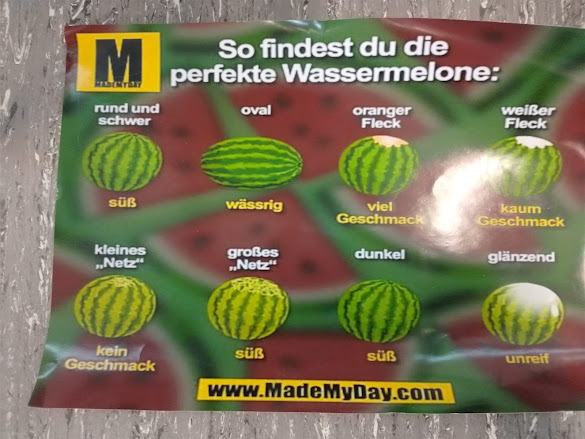 M
MADEMYDAY
So findest du die
perfekte Wassermelone:
rund und
schwer
süß
oval
wässrig
oranger
Fleck
viel
Geschmack
weißer
Fleck
kaum
Geschmack
kleines
„Netz“
kein
Geschmack
großes
„Netz“
süß
dunkel
süß
glänzend
unreif
www.MadeMyDay.com